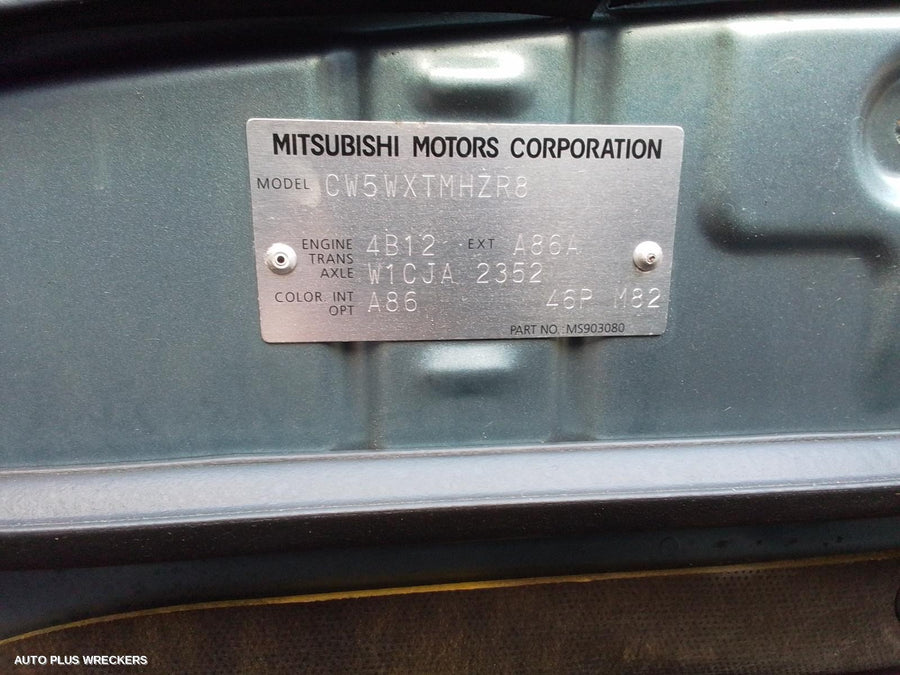 MITSUBISHI MOTORS CORPORATION
MODEL CW5WXTMHZR8
ENGINE 4B12 EXT A86A
TRANS
AXLE W1CJA 2352
COLOR. INT A86 46P M82
OPT
PART NO.: MS903080
AUTO PLUS WRECKERS